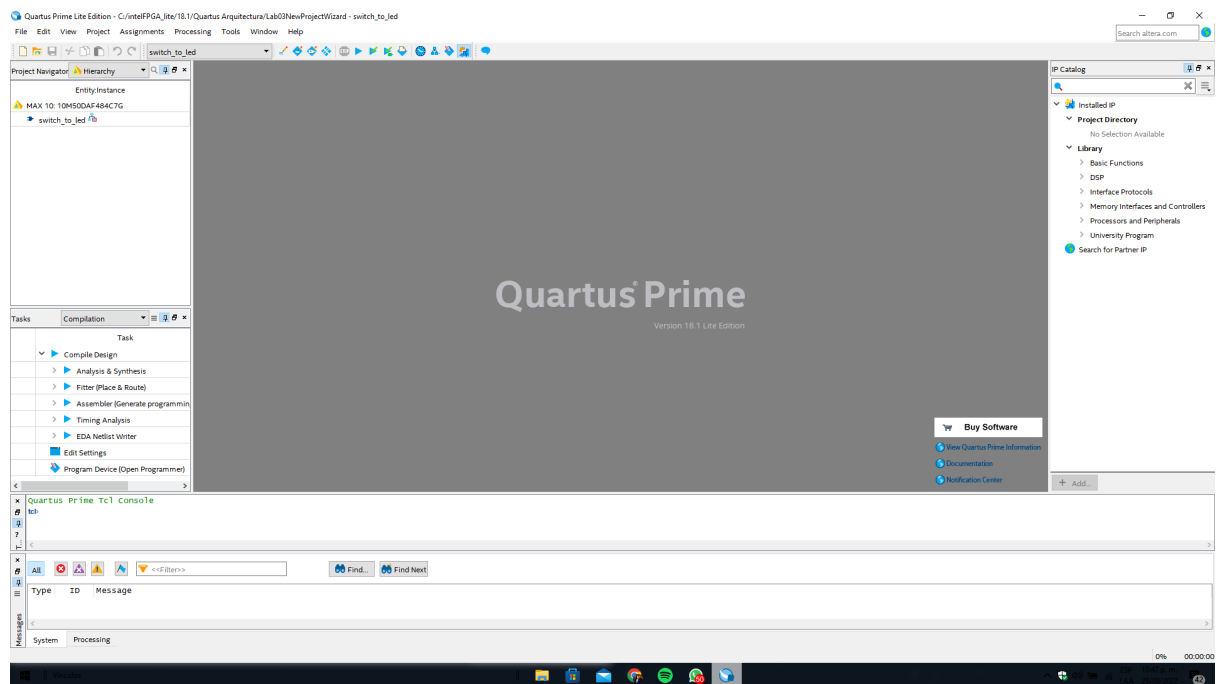 Quartus Prime Lite Edition - C:/intelFPGA_lite/18.1/Quartus Arquitectura/Lab03NewProjectWizard - switch_to_led
File Edit View Project Assignments Processing Tools Window Help
Search altera.com
switch_to_led
Project Navigator Hierarchy
Entity:Instance
MAX 10: 10M50DAF484C7G
switch_to_led
Quartus Prime
Version 18.1 Lite Edition
Buy Software
View Quartus Prime Information
Documentation
Notification Center
IP Catalog
Installed IP
Project Directory
No Selection Available
Library
Basic Functions
DSP
Interface Protocols
Memory Interfaces and Controllers
Processors and Peripherals
University Program
Search for Partner IP
+ Add...
Tasks Compilation
Task
Compile Design
Analysis & Synthesis
Fitter (Place & Route)
Assembler (Generate programmin
Timing Analysis
EDA Netlist Writer
Edit Settings
Program Device (Open Programmer)
Quartus Prime Tcl Console
tcl>
All <<Filter>> Find... Find Next
Type ID Message
Messages
System Processing
0% 00:00:00
42